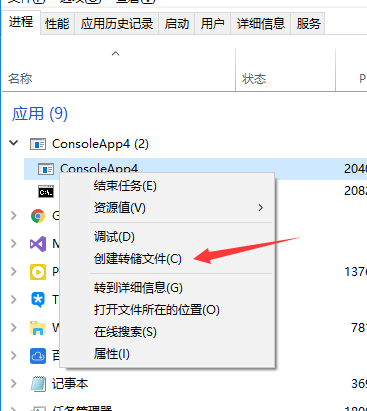 进程 性能 应用历史记录 启动 用户 详细信息 服务
名称 状态 P
应用 (9)
ConsoleApp4 (2)
ConsoleApp4 2040
C:\. 2082
结束任务(E)
资源值(V)
调试(D)
创建转储文件(C)
转到详细信息(G)
打开文件所在的位置(O)
在线搜索(S)
属性(I)
G
M
P 1376
T
W 787
百
记事本 369
任务管理器